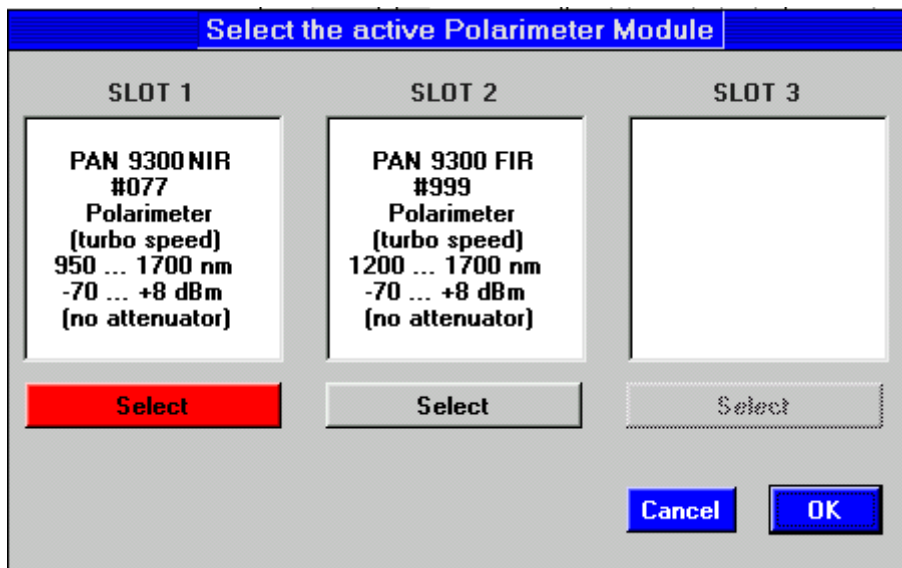 Select the active Polarimeter Module
SLOT 1
PAN 9300 NIR
#077
Polarimeter
(turbo speed)
950 ... 1700 nm
-70 ... +8 dBm
(no attenuator)
Select
SLOT 2
PAN 9300 FIR
#999
Polarimeter
(turbo speed)
1200 ... 1700 nm
-70 ... +8 dBm
(no attenuator)
Select
SLOT 3
Select
Cancel
OK